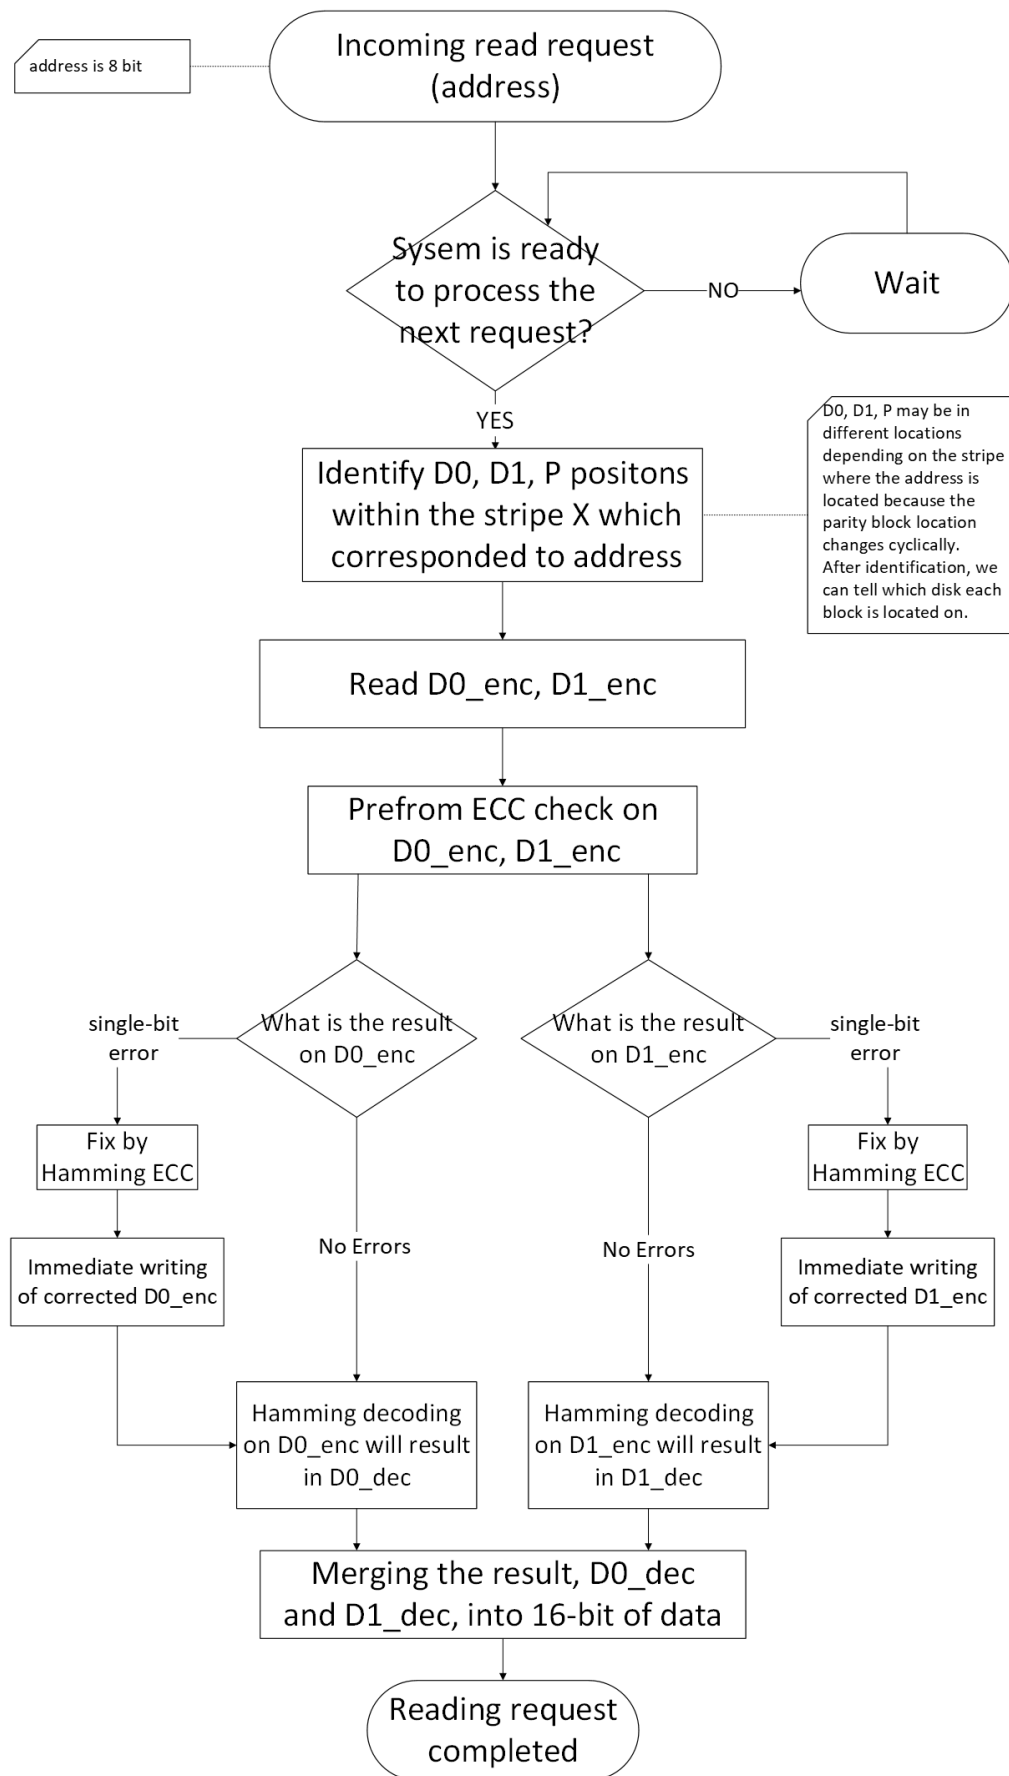 Incoming read request
(address)
address is 8 bit
Sysem is ready
to process the
next request?
NO
Wait
YES
D0, D1, P may be in
different locations
depending on the stripe
where the address is
located because the
parity block location
changes cyclically.
After identification, we
can tell which disk each
block is located on.
Identify D0, D1, P positons
within the stripe X which
corresponded to address
Read D0_enc, D1_enc
Prefrom ECC check on
D0_enc, D1_enc
What is the result
on D0_enc
What is the result
on D1_enc
single-bit
error
single-bit
error
Fix by
Hamming ECC
Fix by
Hamming ECC
No Errors
No Errors
Immediate writing
of corrected D0_enc
Immediate writing
of corrected D1_enc
Hamming decoding
on D0_enc will result
in D0_dec
Hamming decoding
on D1_enc will result
in D1_dec
Merging the result, D0_dec
and D1_dec, into 16-bit of data
Reading request
completed